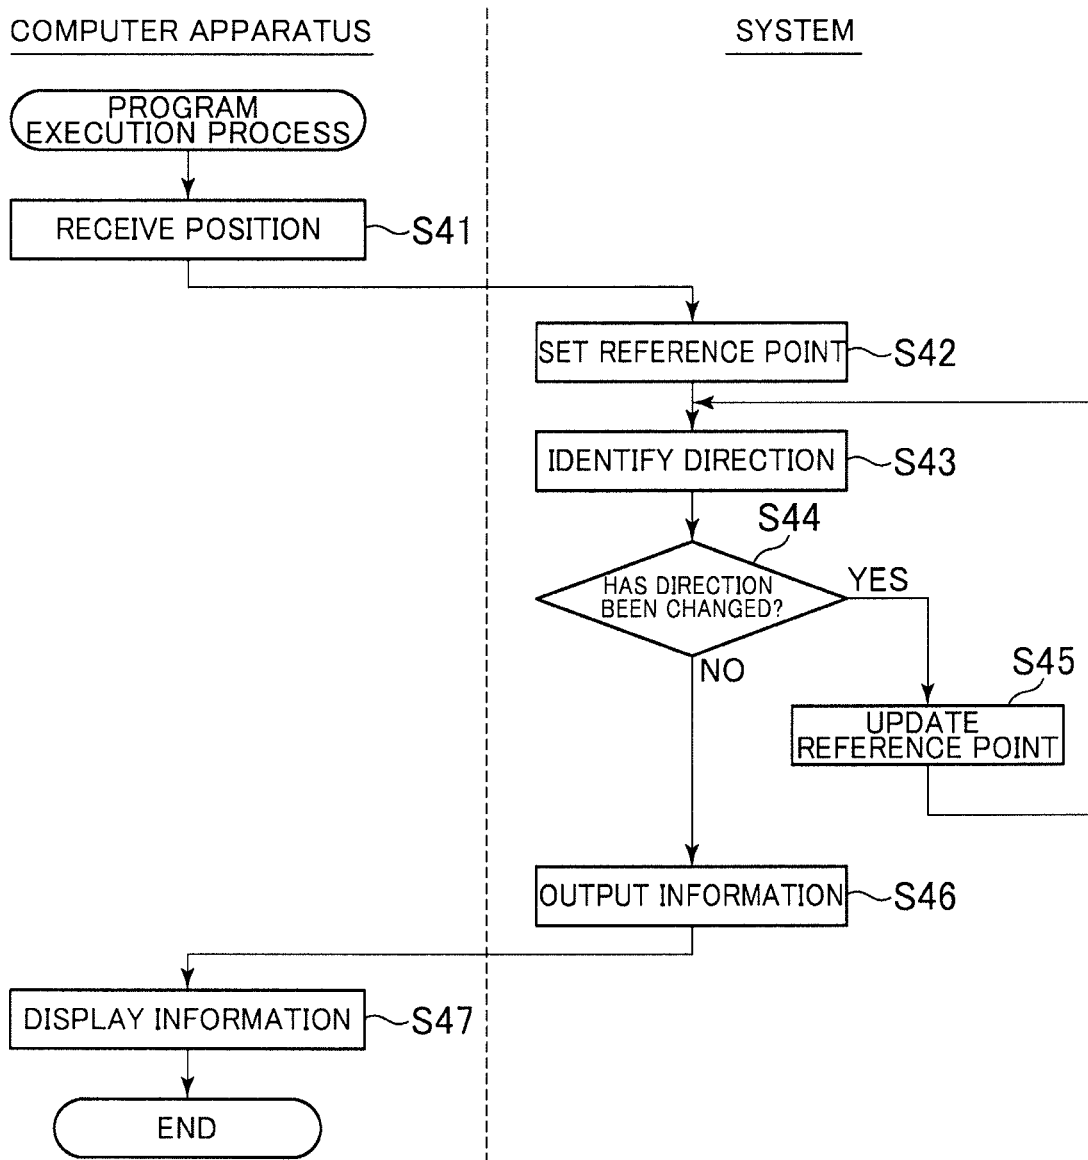 COMPUTER APPARATUS
SYSTEM
PROGRAM
EXECUTION PROCESS
RECEIVE POSITION
S41
SET REFERENCE POINT
S42
IDENTIFY DIRECTION
S43
S44
HAS DIRECTION
BEEN CHANGED?
YES
NO
S45
UPDATE
REFERENCE POINT
OUTPUT INFORMATION
S46
DISPLAY INFORMATION
S47
END